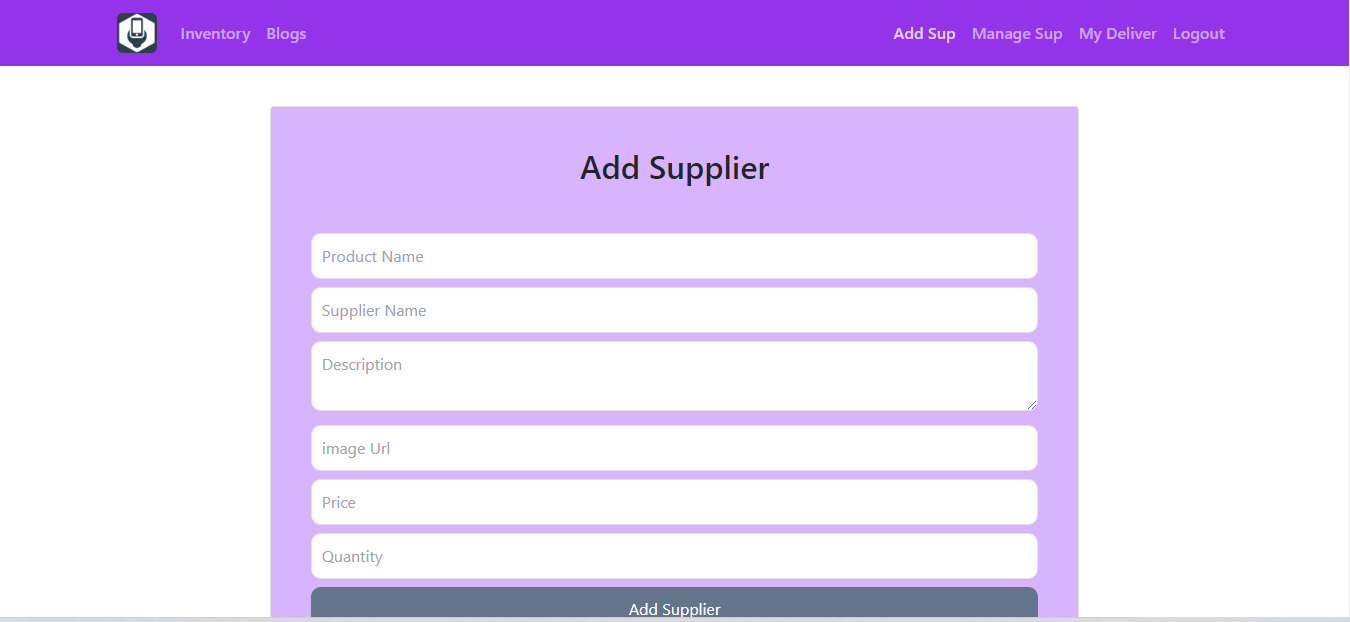 Inventory Blogs Add Sup Manage Sup My Deliver Logout
Add Supplier
Product Name
Supplier Name
Description
image Url
Price
Quantity
Add Supplier